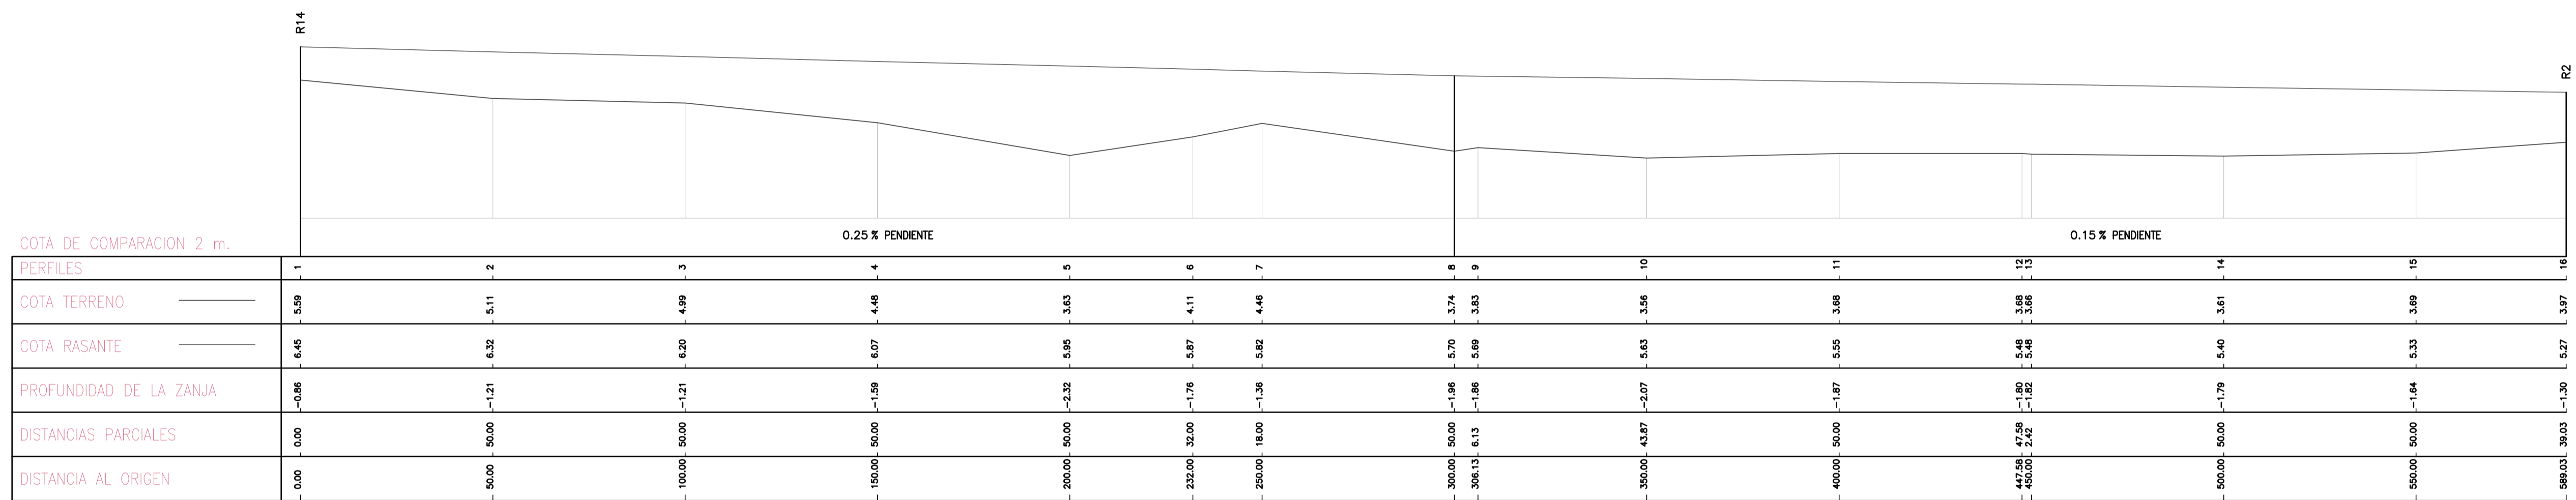 R14
R2
COTA DE COMPARACION 2 m.
0.25 % PENDIENTE
0.15 % PENDIENTE
PERFILES 1 2 3 4 5 6 7 8 9 10 11 12 13 14 15 16
COTA TERRENO 5.59 5.11 4.99 4.48 3.63 4.11 4.46 3.74 3.83 3.56 3.68 3.68 3.66 3.61 3.69 3.97
COTA RASANTE 6.45 6.32 6.20 6.07 5.95 5.87 5.82 5.70 5.69 5.63 5.55 5.48 5.48 5.40 5.33 5.27
PROFUNDIDAD DE LA ZANJA -0.86 -1.21 -1.21 -1.59 -2.32 -1.76 -1.36 -1.96 -1.86 -2.07 -1.87 -1.80 -1.82 -1.79 -1.64 -1.30
DISTANCIAS PARCIALES 0.00 50.00 50.00 50.00 50.00 32.00 18.00 50.00 6.13 43.87 50.00 47.58 2.42 50.00 50.00 39.03
DISTANCIA AL ORIGEN 0.00 50.00 100.00 150.00 200.00 232.00 250.00 300.00 306.13 350.00 400.00 447.58 450.00 500.00 550.00 589.03